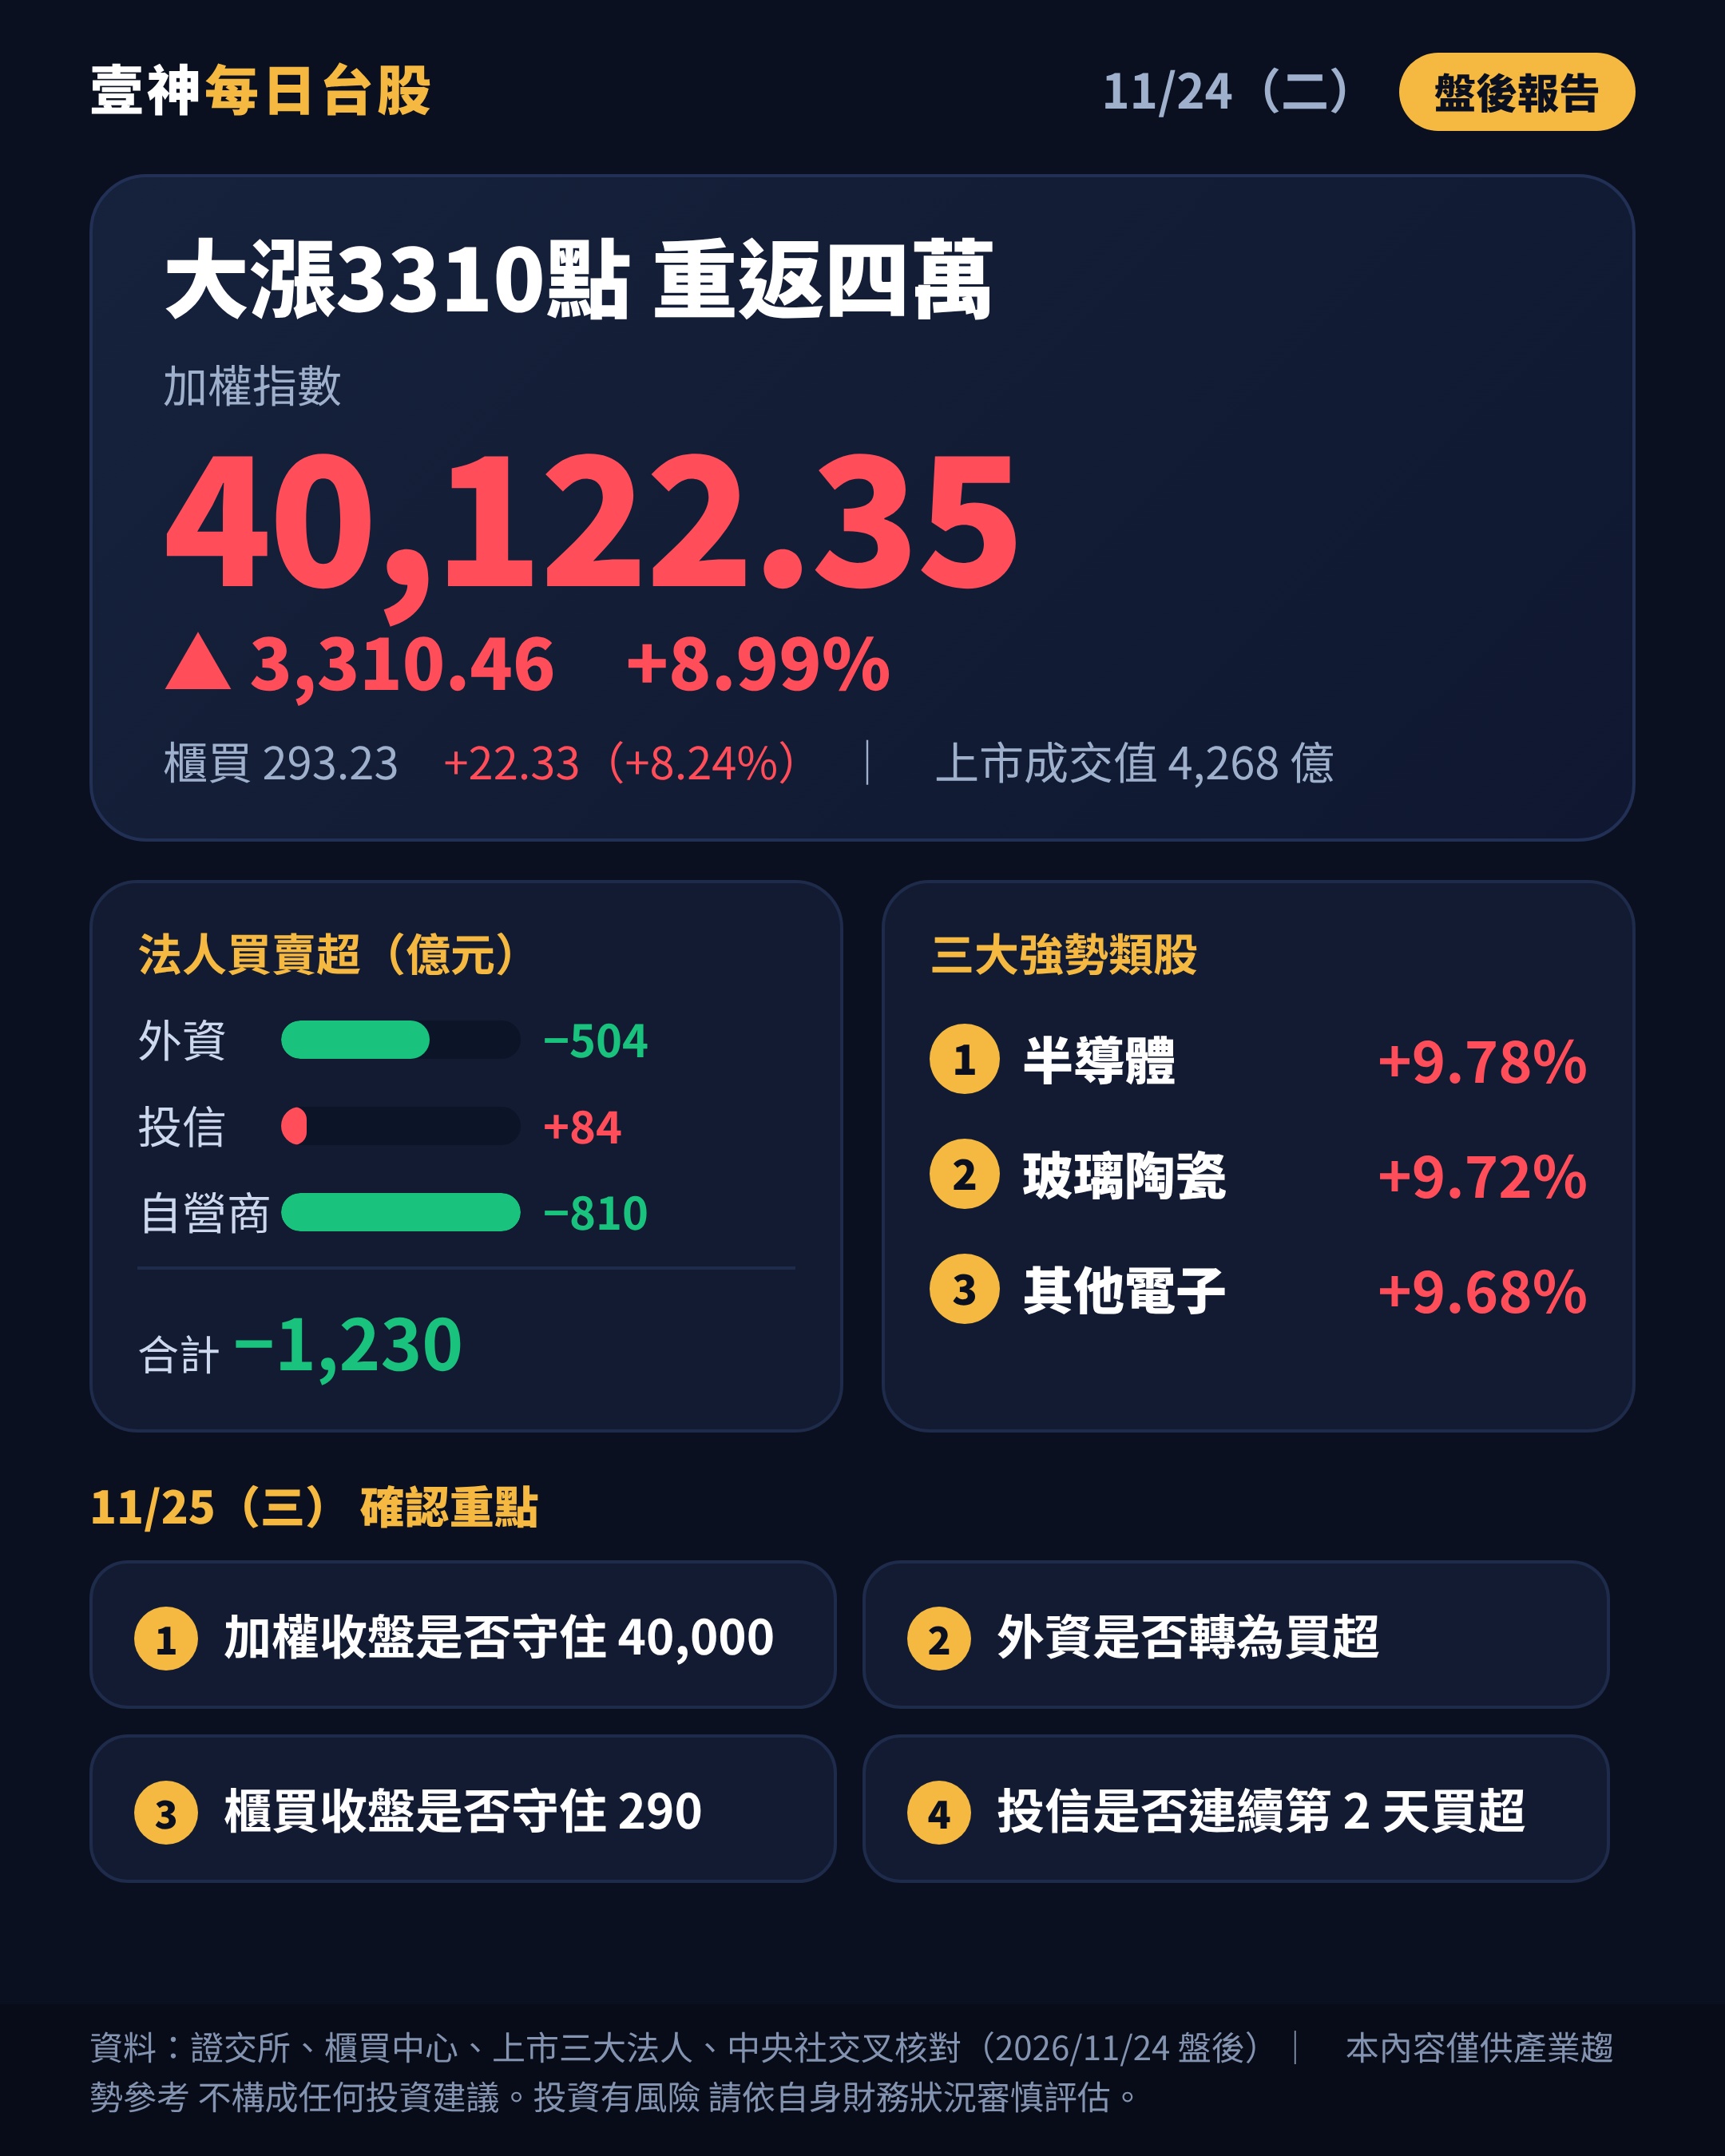 壹神每日台股
11/24（二） 盤後報告
大漲3310點 重返四萬
加權指數
40,122.35
▲ 3,310.46 +8.99%
櫃買 293.23 +22.33（+8.24%）｜ 上市成交值 4,268 億
法人買賣超（億元）
外資 −504
投信 +84
自營商 −810
合計 −1,230
三大強勢類股
1 半導體 +9.78%
2 玻璃陶瓷 +9.72%
3 其他電子 +9.68%
11/25（三） 確認重點
1 加權收盤是否守住 40,000
2 外資是否轉為買超
3 櫃買收盤是否守住 290
4 投信是否連續第 2 天買超
資料：證交所、櫃買中心、上市三大法人、中央社交叉核對（2026/11/24 盤後）｜ 本內容僅供產業趨
勢參考 不構成任何投資建議。投資有風險 請依自身財務狀況審慎評估。